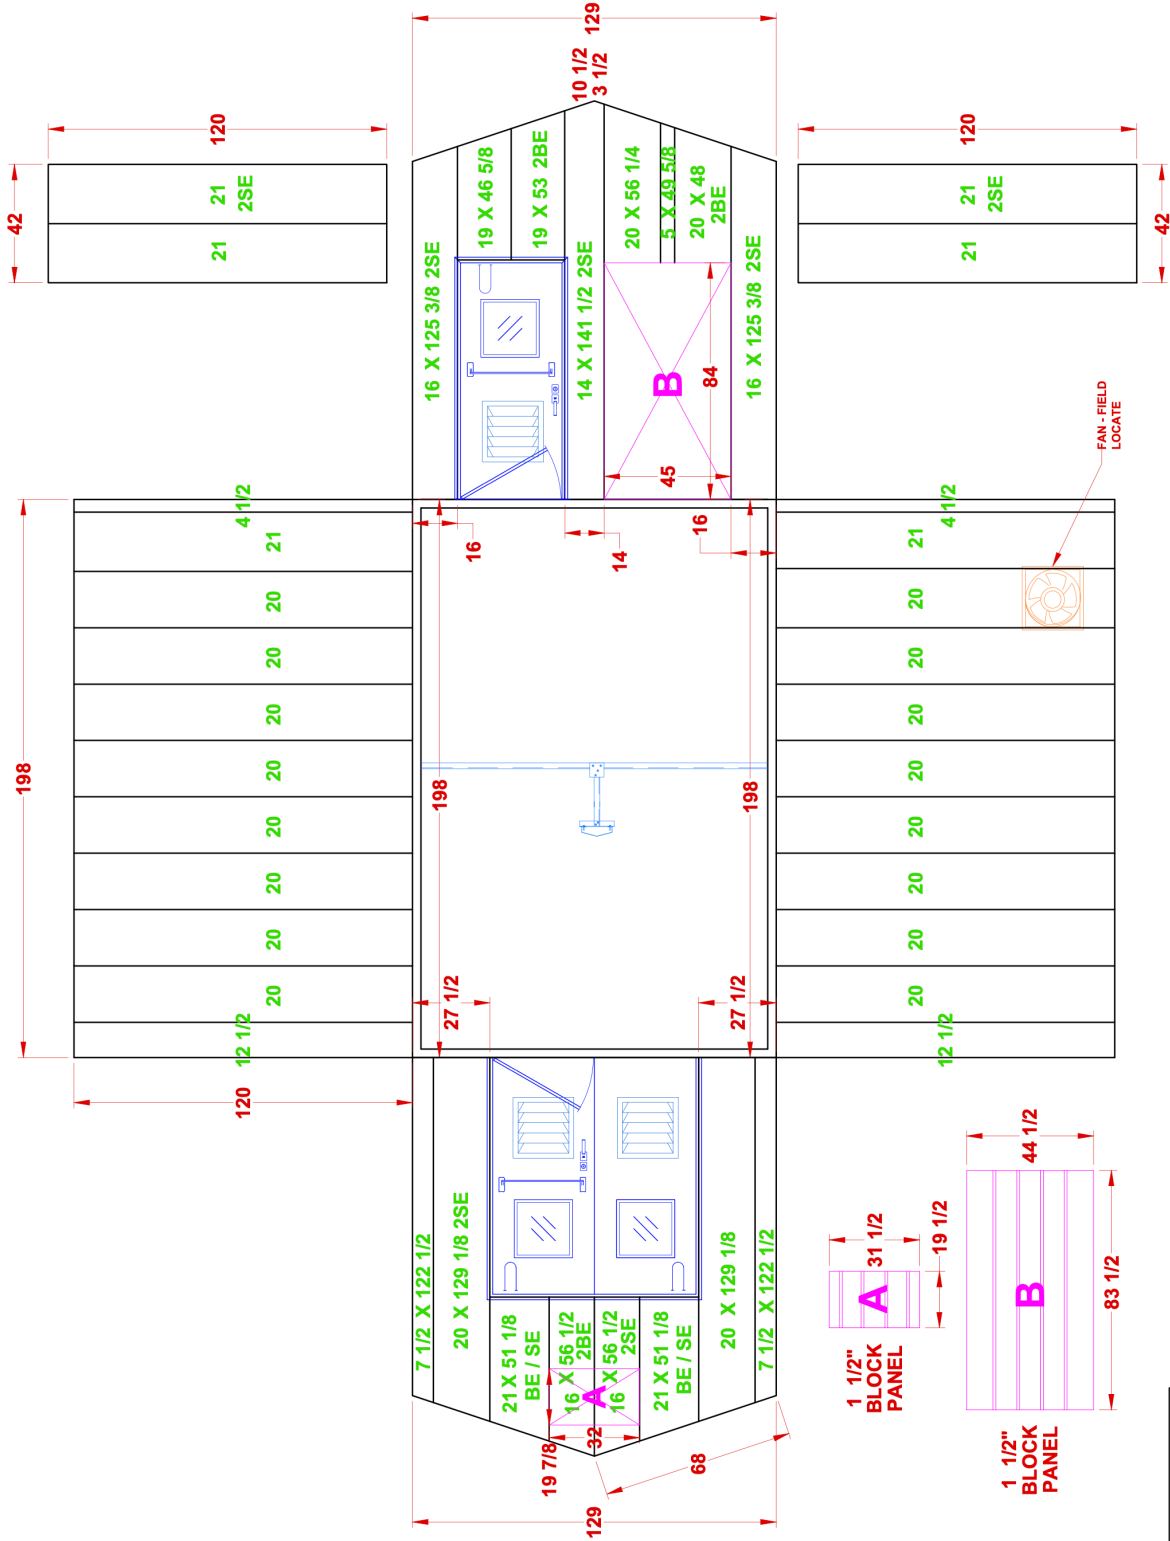 42
198
120
21
21
2SE
120
12 1/2
20
20
20
20
20
20
20
20
21
4 1/2
7 1/2 X 122 1/2
20 X 129 1/8 2SE
21 X 51 1/8
BE / SE
16 X 56 1/2
2BE
16 X 56 1/2
2SE
21 X 51 1/8
BE / SE
20 X 129 1/8
7 1/2 X 122 1/2
A
19 7/8
32
68
129
27 1/2
27 1/2
198
198
16
14
16
16 X 125 3/8 2SE
19 X 46 5/8
19 X 53 2BE
14 X 141 1/2 2SE
10 1/2
3 1/2
129
20 X 56 1/4
5 X 49 5/8
20 X 48
2BE
B
45
84
16 X 125 3/8 2SE
12 1/2
20
20
20
20
20
20
20
20
21
4 1/2
21
21
2SE
120
42
FAN - FIELD
LOCATE
1 1/2"
BLOCK
PANEL
A
31 1/2
19 1/2
1 1/2"
BLOCK
PANEL
B
44 1/2
83 1/2